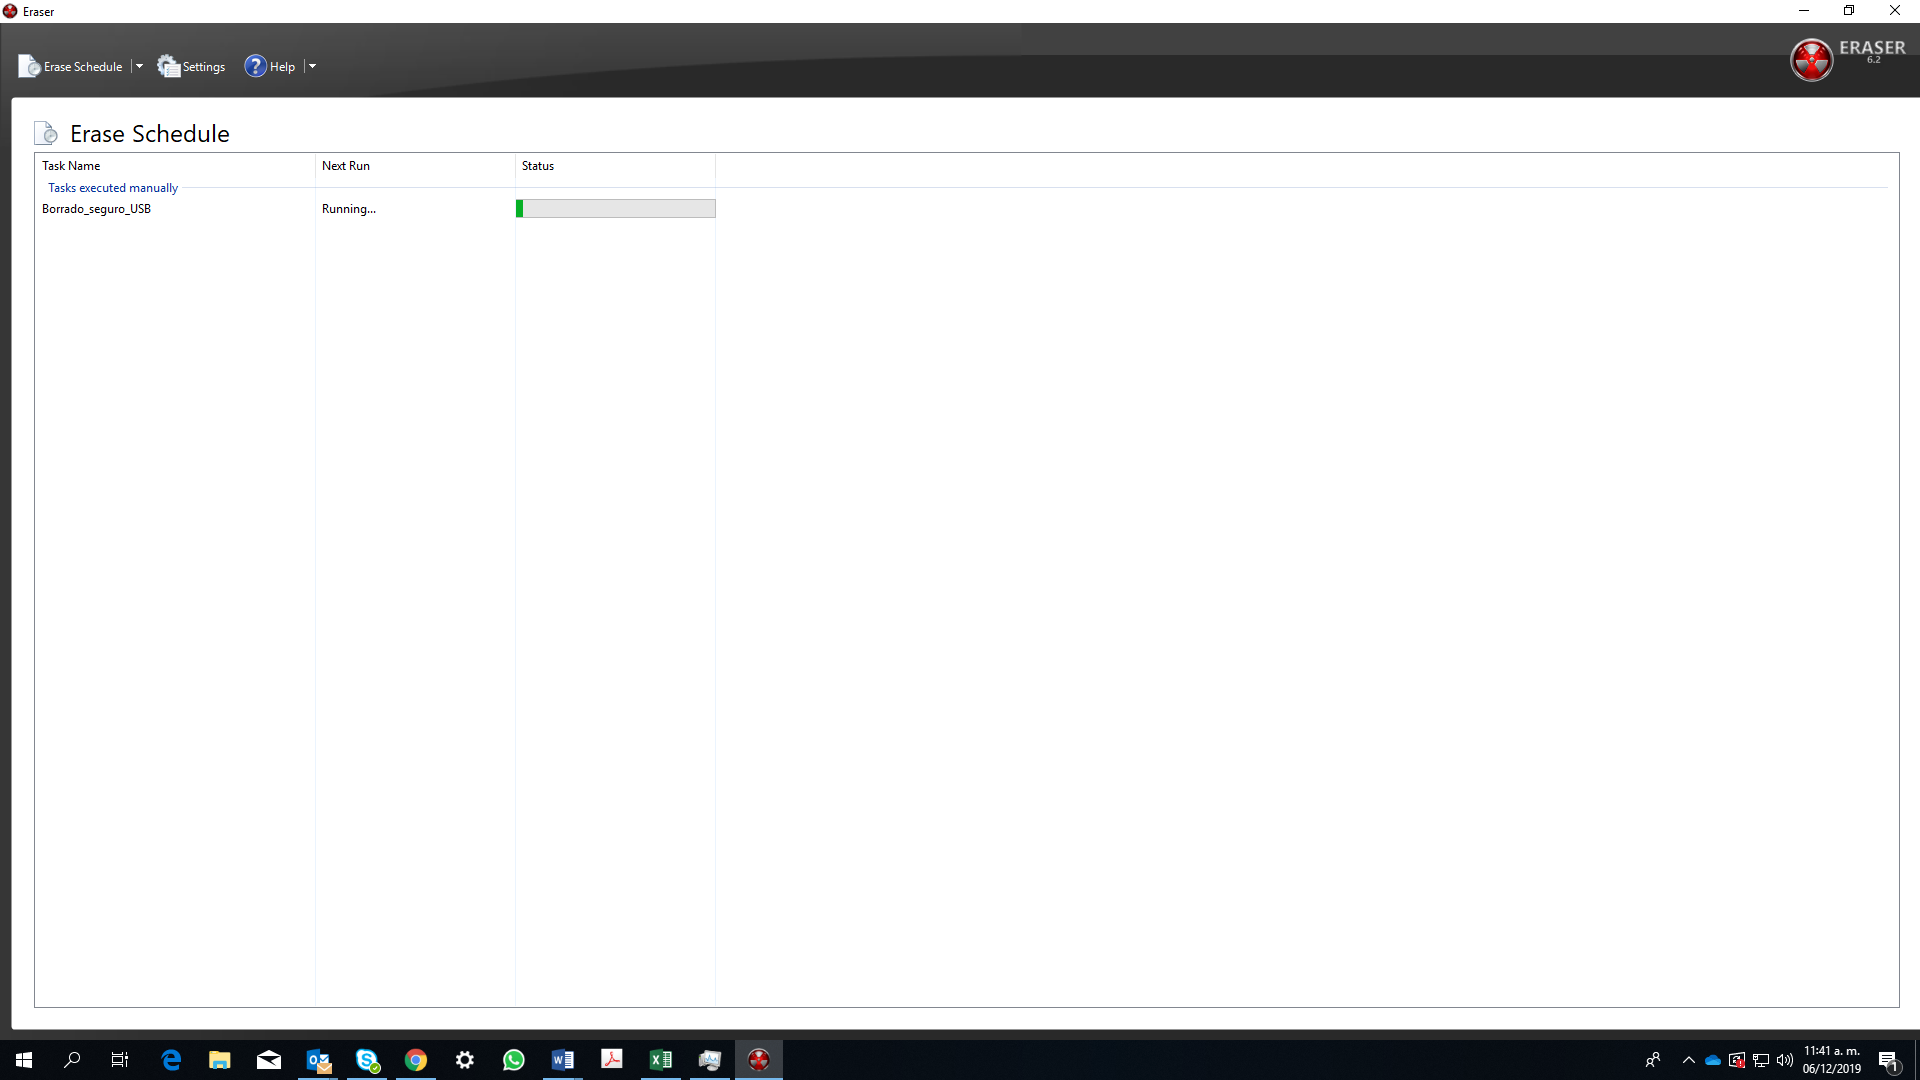 Eraser
Erase Schedule
Settings
Help
ERASER
6.2
Erase Schedule
Task Name
Next Run
Status
Tasks executed manually
Borrado_seguro_USB
Running...
11:41 a. m.
06/12/2019
1